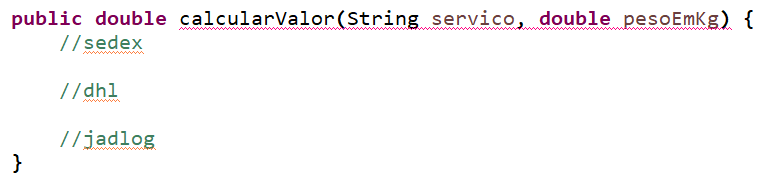 public double calcularValor(String servico, double pesoEmKg) {
//sedex
//dhl
//jadlog
}